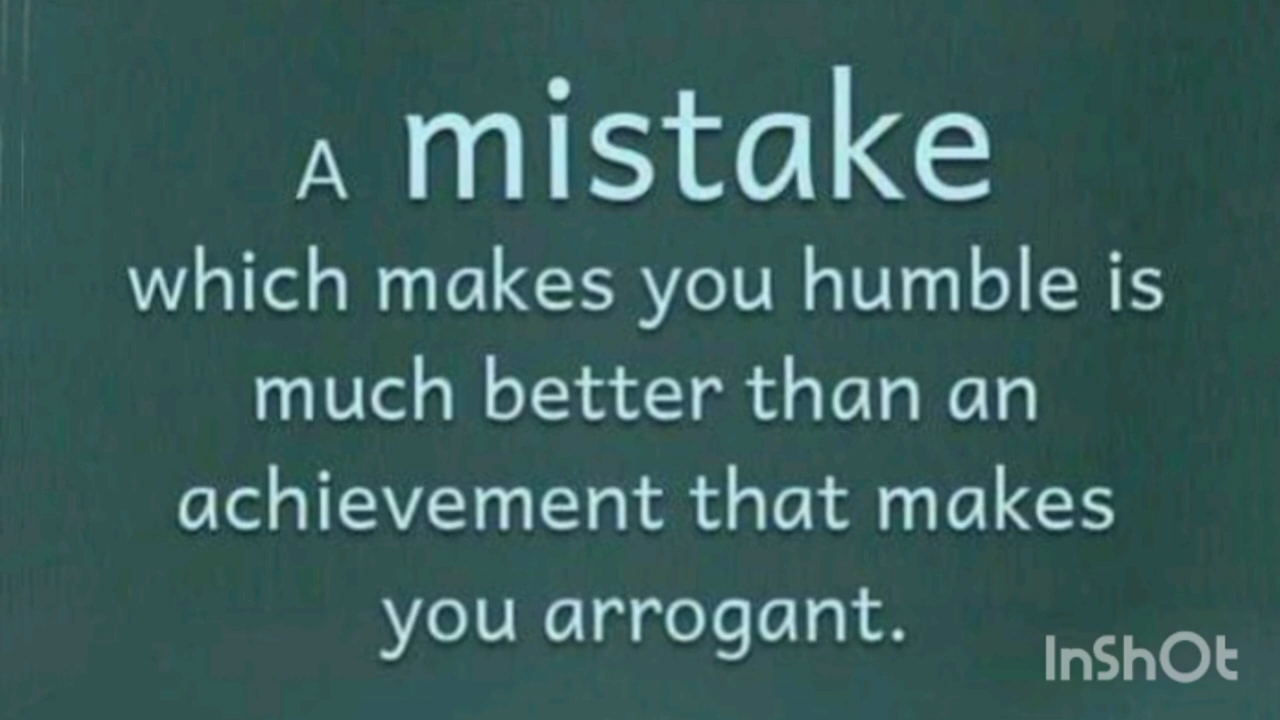 A mistake
which makes you humble is
much better than an
achievement that makes
you arrogant.
InShOt